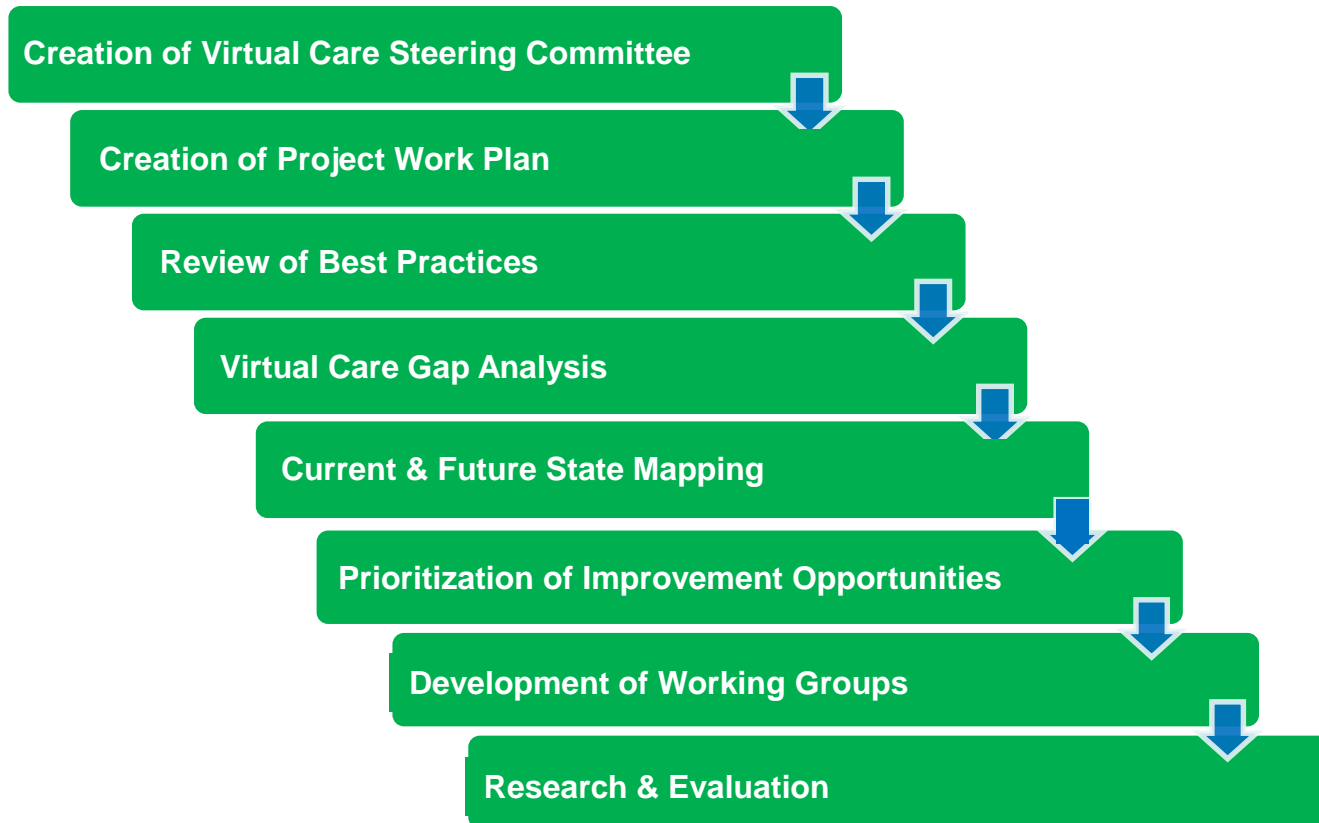 Creation of Virtual Care Steering Committee
Creation of Project Work Plan
Review of Best Practices
Virtual Care Gap Analysis
Current & Future State Mapping
Prioritization of Improvement Opportunities
Development of Working Groups
Research & Evaluation